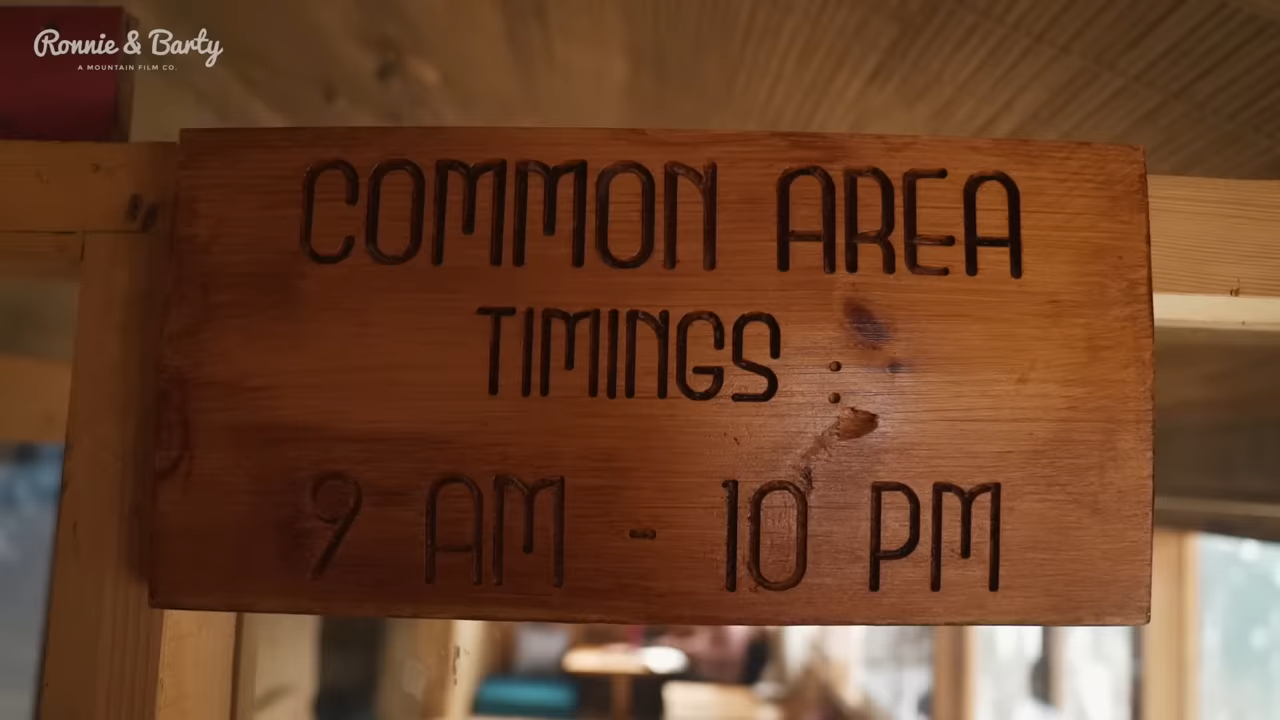 Ronnie & Barty
A MOUNTAIN FILM CO.
COMMON AREA
TIMINGS :
9 AM - 10 PM